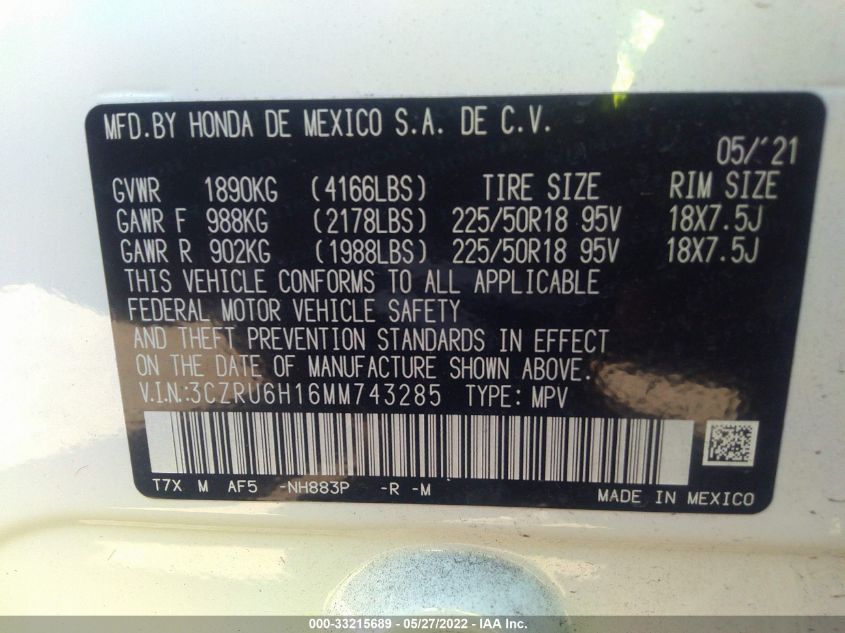 MFD.BY HONDA DE MEXICO S.A. DE C.V.
05/'21
GVWR 1890KG (4166LBS) TIRE SIZE RIM SIZE
GAWR F 988KG (2178LBS) 225/50R18 95V 18X7.5J
GAWR R 902KG (1988LBS) 225/50R18 95V 18X7.5J
THIS VEHICLE CONFORMS TO ALL APPLICABLE
FEDERAL MOTOR VEHICLE SAFETY
AND THEFT PREVENTION STANDARDS IN EFFECT
ON THE DATE OF MANUFACTURE SHOWN ABOVE.
V.I.N.:3CZRU6H16MM743285 TYPE: MPV
T7X M AF5 -NH883P -R -M
MADE IN MEXICO
000-33215689 - 05/27/2022 - IAA Inc.